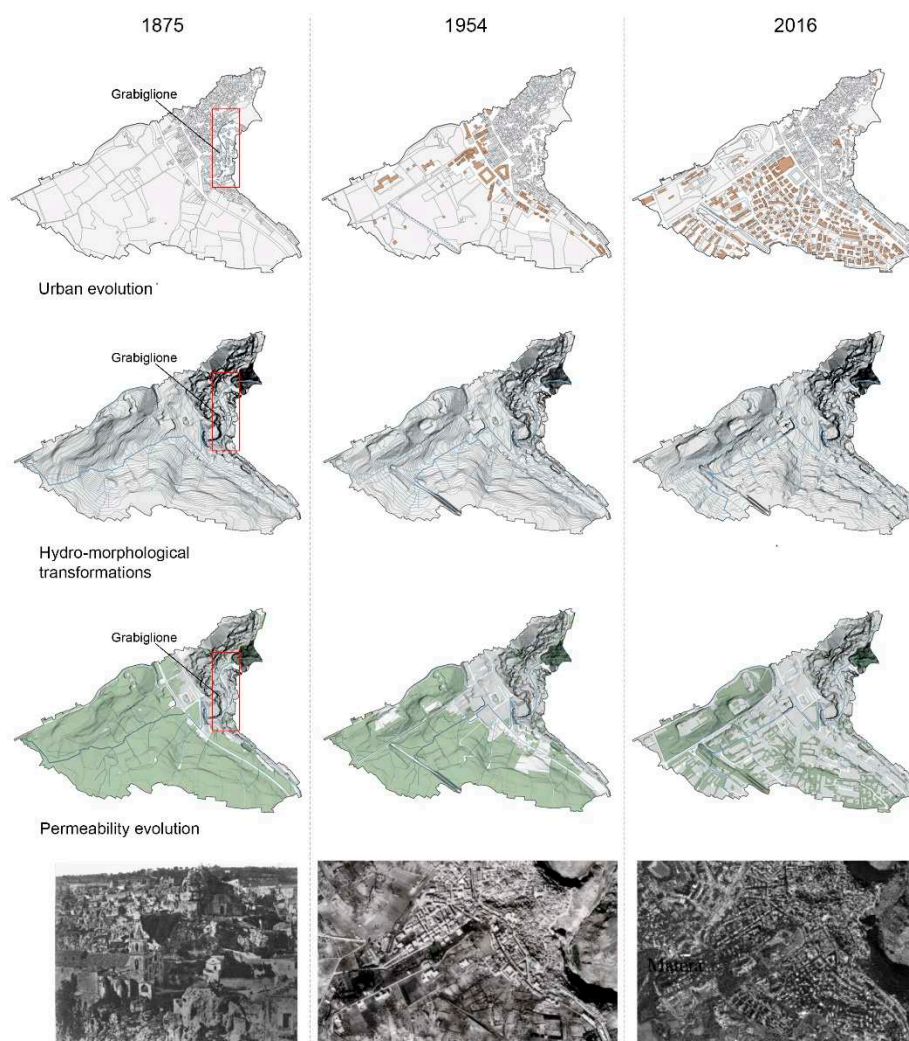 1875
1954
2016
Grabiglione
Urban evolution
Grabiglione
Hydro-morphological
transformations
Grabiglione
Permeability evolution
Matera